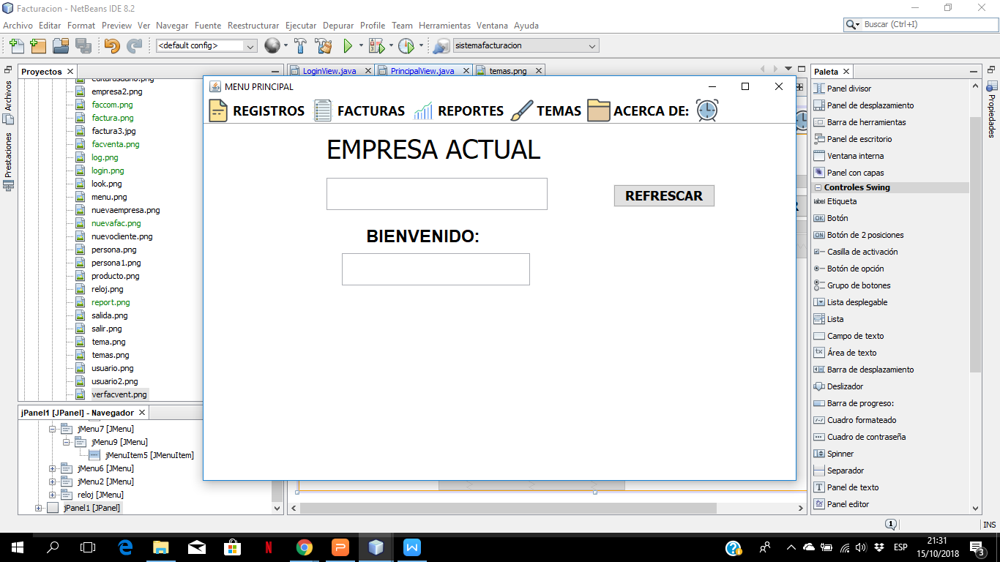 Facturacion - NetBeans IDE 8.2
Archivo Editar Format Preview Ver Navegar Fuente Reestructurar Ejecutar Depurar Profile Team Herramientas Ventana Ayuda
Buscar (Ctrl+I)
<default config>
sistemafacturacion
Archivos
Prestaciones
Proyectos
empresa2.png
faccom.png
factura.png
factura3.jpg
facventa.png
log.png
login.png
look.png
menu.png
nuevaempresa.png
nuevafac.png
nuevocliente.png
persona.png
persona1.png
producto.png
reloj.png
report.png
salida.png
salir.png
tema.png
temas.png
usuario.png
usuario2.png
verfacvent.png
jPanel1 [JPanel] - Navegador
jMenu7 [JMenu]
jMenu9 [JMenu]
jMenuItem5 [JMenuItem]
jMenu6 [JMenu]
jMenu2 [JMenu]
reloj [JMenu]
jPanel1 [JPanel]
LoginView.java
PrincipalView.java
temas.png
MENU PRINCIPAL
REGISTROS FACTURAS REPORTES TEMAS ACERCA DE:
EMPRESA ACTUAL
REFRESCAR
BIENVENIDO:
Paleta
Panel divisor
Panel de desplazamiento
Barra de herramientas
Panel de escritorio
Ventana interna
Panel con capas
Controles Swing
label Etiqueta
OK Botón
ON Botón de 2 posiciones
Casilla de activación
Botón de opción
Grupo de botones
Lista desplegable
Lista
Campo de texto
Área de texto
Barra de desplazamiento
Deslizador
Barra de progreso:
Cuadro formateado
Cuadro de contraseña
Spinner
Separador
Panel de texto
Panel editor
Propiedades
1
INS
ESP
21:31
15/10/2018
3